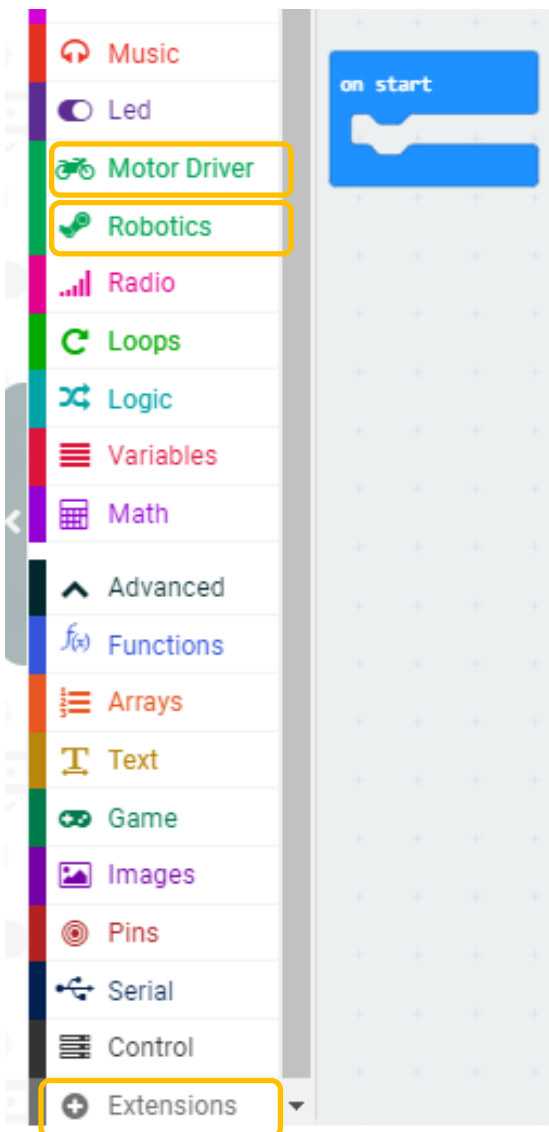 Music
on start
Led
Motor Driver
Robotics
Radio
Loops
Logic
Variables
Math
Advanced
f(x) Functions
Arrays
Text
Game
Images
Pins
Serial
Control
Extensions